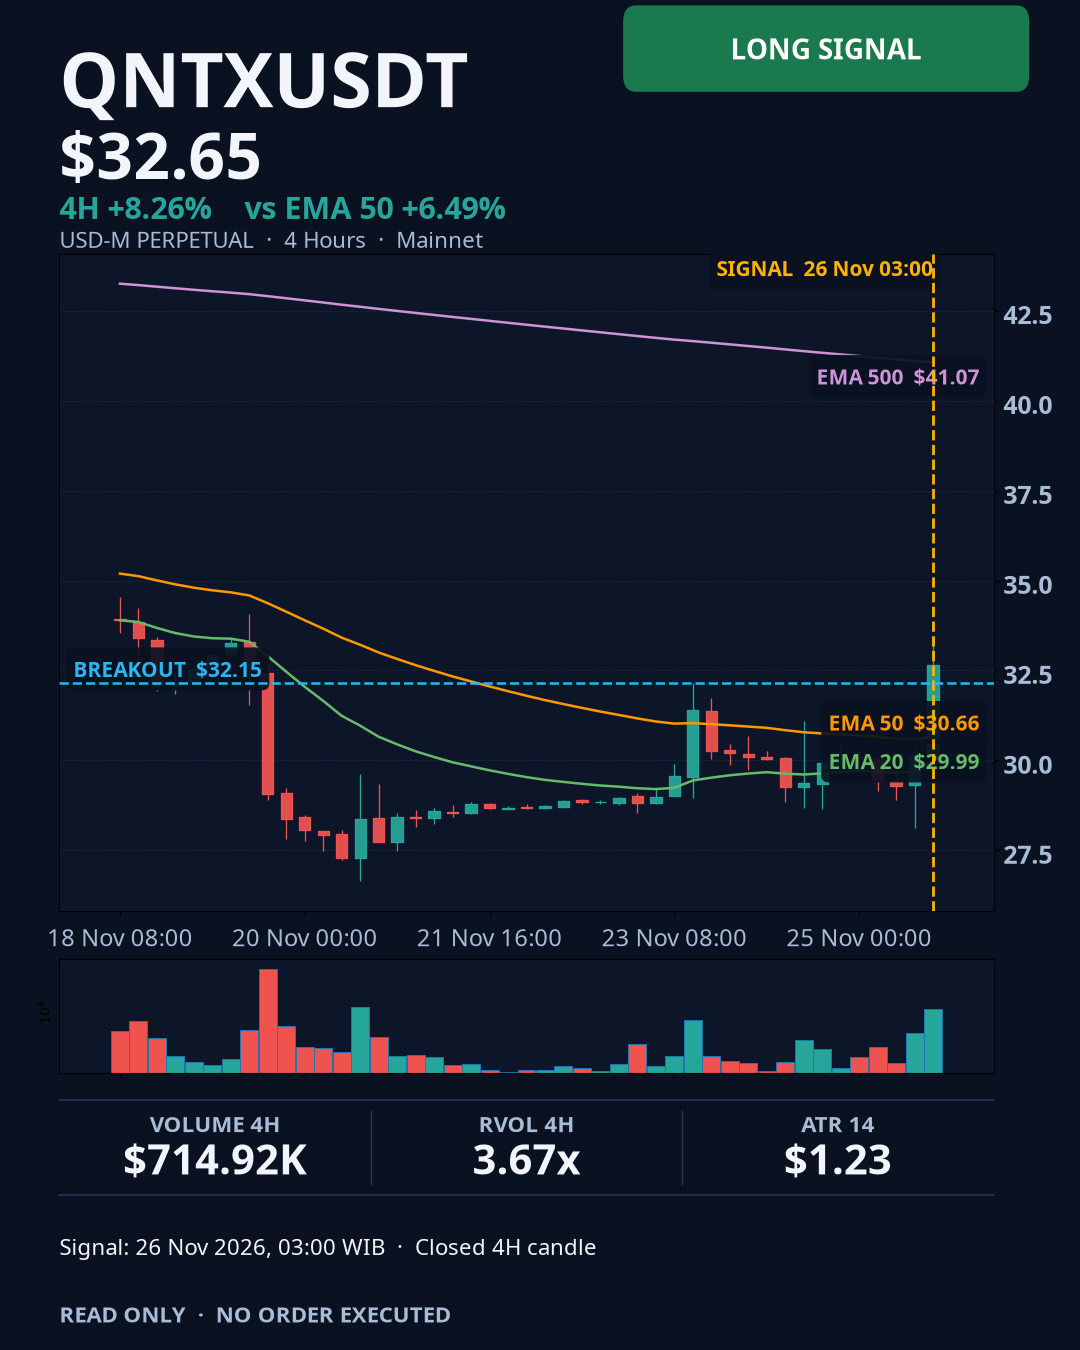 LONG SIGNAL
QNTXUSDT
$32.65
4H +8.26% vs EMA 50 +6.49%
USD-M PERPETUAL · 4 Hours · Mainnet
SIGNAL 26 Nov 03:00
42.5
EMA 500 $41.07
40.0
37.5
35.0
BREAKOUT $32.15
32.5
EMA 50 $30.66
EMA 20 $29.99
30.0
27.5
18 Nov 08:00 20 Nov 00:00 21 Nov 16:00 23 Nov 08:00 25 Nov 00:00
10⁶
VOLUME 4H RVOL 4H ATR 14
$714.92K 3.67x $1.23
Signal: 26 Nov 2026, 03:00 WIB · Closed 4H candle
READ ONLY · NO ORDER EXECUTED